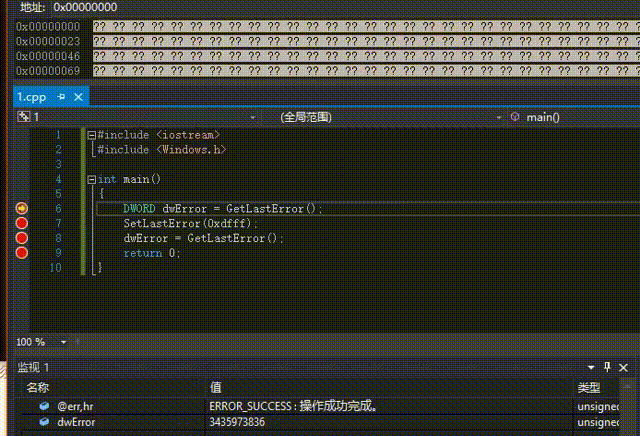 地址: 0x00000000
0x00000000 ?? ?? ?? ?? ?? ?? ?? ?? ?? ?? ?? ?? ?? ?? ?? ?? ?? ?? ?? ?? ?? ?? ?? ?? ?? ?? ?? ??
0x00000023 ?? ?? ?? ?? ?? ?? ?? ?? ?? ?? ?? ?? ?? ?? ?? ?? ?? ?? ?? ?? ?? ?? ?? ?? ?? ?? ?? ??
0x00000046 ?? ?? ?? ?? ?? ?? ?? ?? ?? ?? ?? ?? ?? ?? ?? ?? ?? ?? ?? ?? ?? ?? ?? ?? ?? ?? ?? ??
0x00000069 ?? ?? ?? ?? ?? ?? ?? ?? ?? ?? ?? ?? ?? ?? ?? ?? ?? ?? ?? ?? ?? ?? ?? ?? ?? ?? ?? ??
1.cpp
1 (全局范围) main()
1 #include <iostream>
2 #include <Windows.h>
3
4 int main()
5 {
6 DWORD dwError = GetLastError();
7 SetLastError(0xdfff);
8 dwError = GetLastError();
9 return 0;
10 }
100 %
监视 1
名称 值 类型
@err,hr ERROR_SUCCESS : 操作成功完成。 unsigned
dwError 3435973836 unsigned